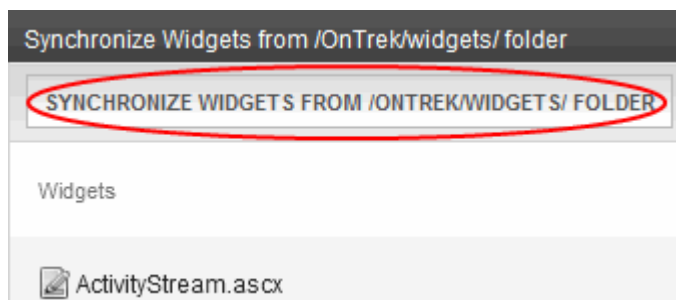 Synchronize Widgets from /OnTrek/widgets/ folder
SYNCHRONIZE WIDGETS FROM /ONTREK/WIDGETS/ FOLDER
Widgets
ActivityStream.ascx